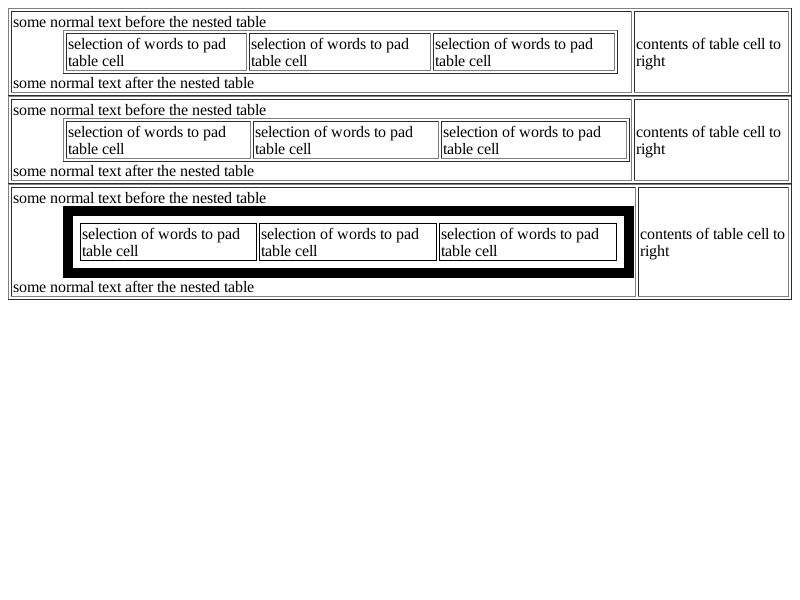 some normal text before the nested table
selection of words to pad table cell
selection of words to pad table cell
selection of words to pad table cell
some normal text after the nested table
contents of table cell to right
some normal text before the nested table
selection of words to pad table cell
selection of words to pad table cell
selection of words to pad table cell
some normal text after the nested table
contents of table cell to right
some normal text before the nested table
selection of words to pad table cell
selection of words to pad table cell
selection of words to pad table cell
some normal text after the nested table
contents of table cell to right